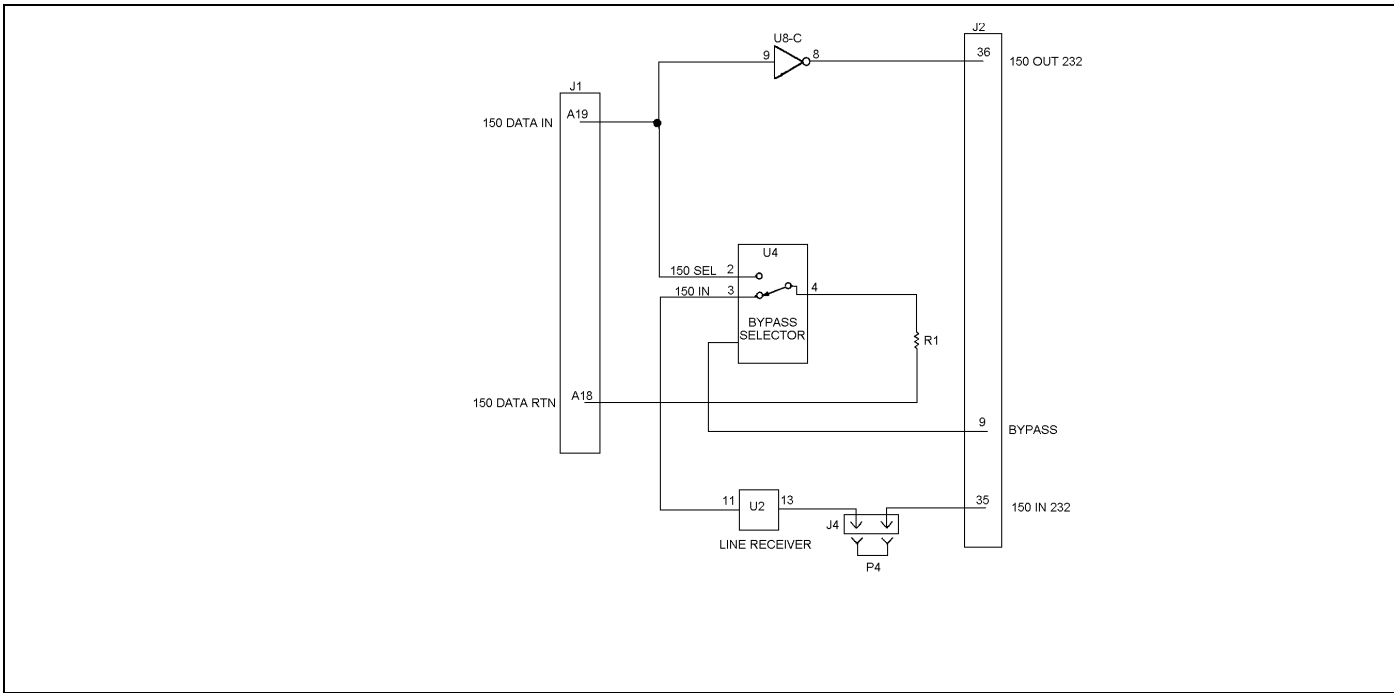 J2
U8-C
9
8
36
150 OUT 232
J1
A19
150 DATA IN
U4
150 SEL
2
150 IN
3
4
BYPASS
SELECTOR
R1
A18
150 DATA RTN
9
BYPASS
11
U2
13
35
150 IN 232
J4
LINE RECEIVER
P4